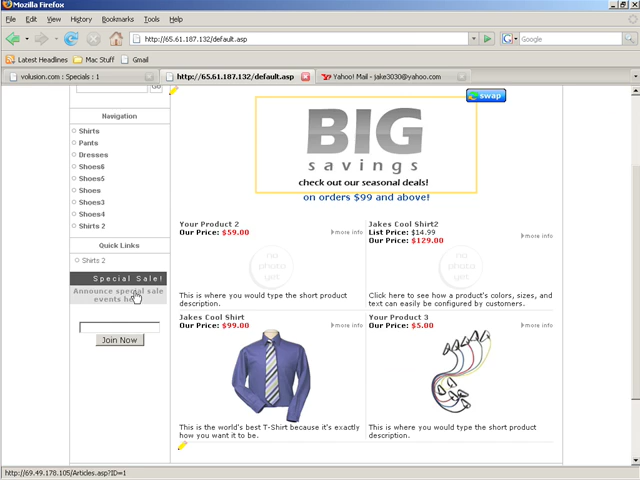 Mozilla Firefox
File Edit View History Bookmarks Tools Help
http://65.61.187.132/default.asp
Google
Latest Headlines Mac Stuff Gmail
volusion.com : Specials : 1
http://65.61.187.132/default.asp
Yahoo! Mail - jake3030@yahoo.com
Go
swap
Navigation
Shirts
Pants
Dresses
Shoes6
Shoes5
Shoes
Shoes3
Shoes4
Shirts 2
Quick Links
Shirts 2
Special Sale!
Announce special sale
events
Join Now
BIG
savings
check out our seasonal deals!
on orders $99 and above!
Your Product 2
Our Price: $59.00
more info
no
photo
yet
This is where you would type the short product
description.
Jakes Cool Shirt2
List Price: $14.99
Our Price: $129.00
more info
no
photo
yet
Click here to see how a product's colors, sizes, and
text can easily be configured by customers.
Jakes Cool Shirt
Our Price: $99.00
more info
This is the world's best T-Shirt because it's exactly
how you want it to be.
Your Product 3
Our Price: $5.00
more info
This is where you would type the short product
description.
http://69.49.178.105/Articles.asp?ID=1